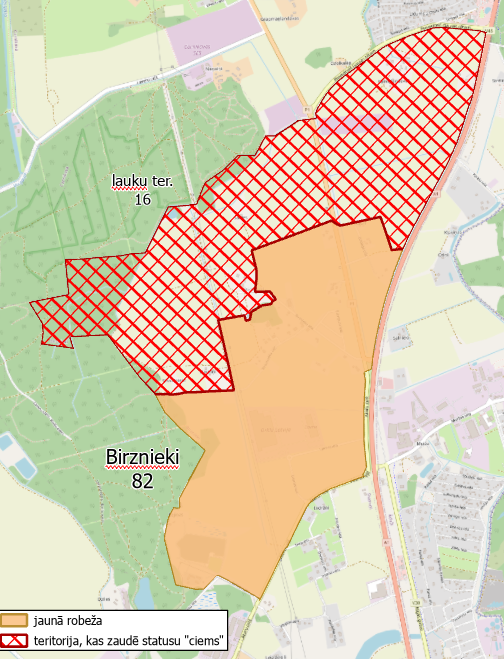 lauku ter.
16
Birznieki
82
jaunā robeža
teritorija, kas zaudē statusu "ciems"